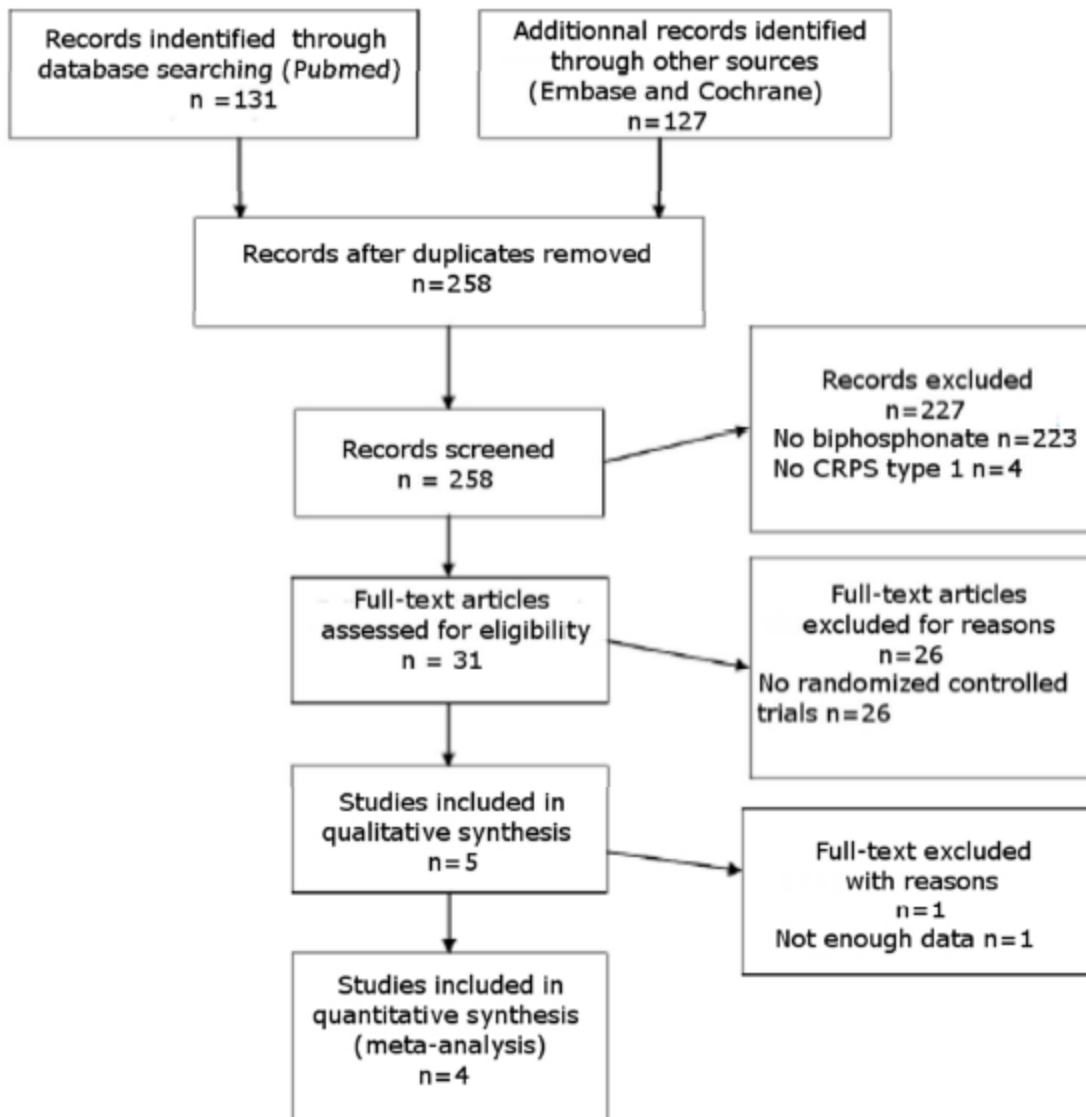 Records indentified through
database searching (Pubmed)
n =131
Additionnal records identified
through other sources
(Embase and Cochrane)
n=127
Records after duplicates removed
n=258
Records screened
n = 258
Records excluded
n=227
No biphosphonate n=223
No CRPS type 1 n=4
Full-text articles
assessed for eligibility
n = 31
Full-text articles
excluded for reasons
n=26
No randomized controlled
trials n=26
Studies included in
qualitative synthesis
n=5
Full-text excluded
with reasons
n=1
Not enough data n=1
Studies included in
quantitative synthesis
(meta-analysis)
n=4